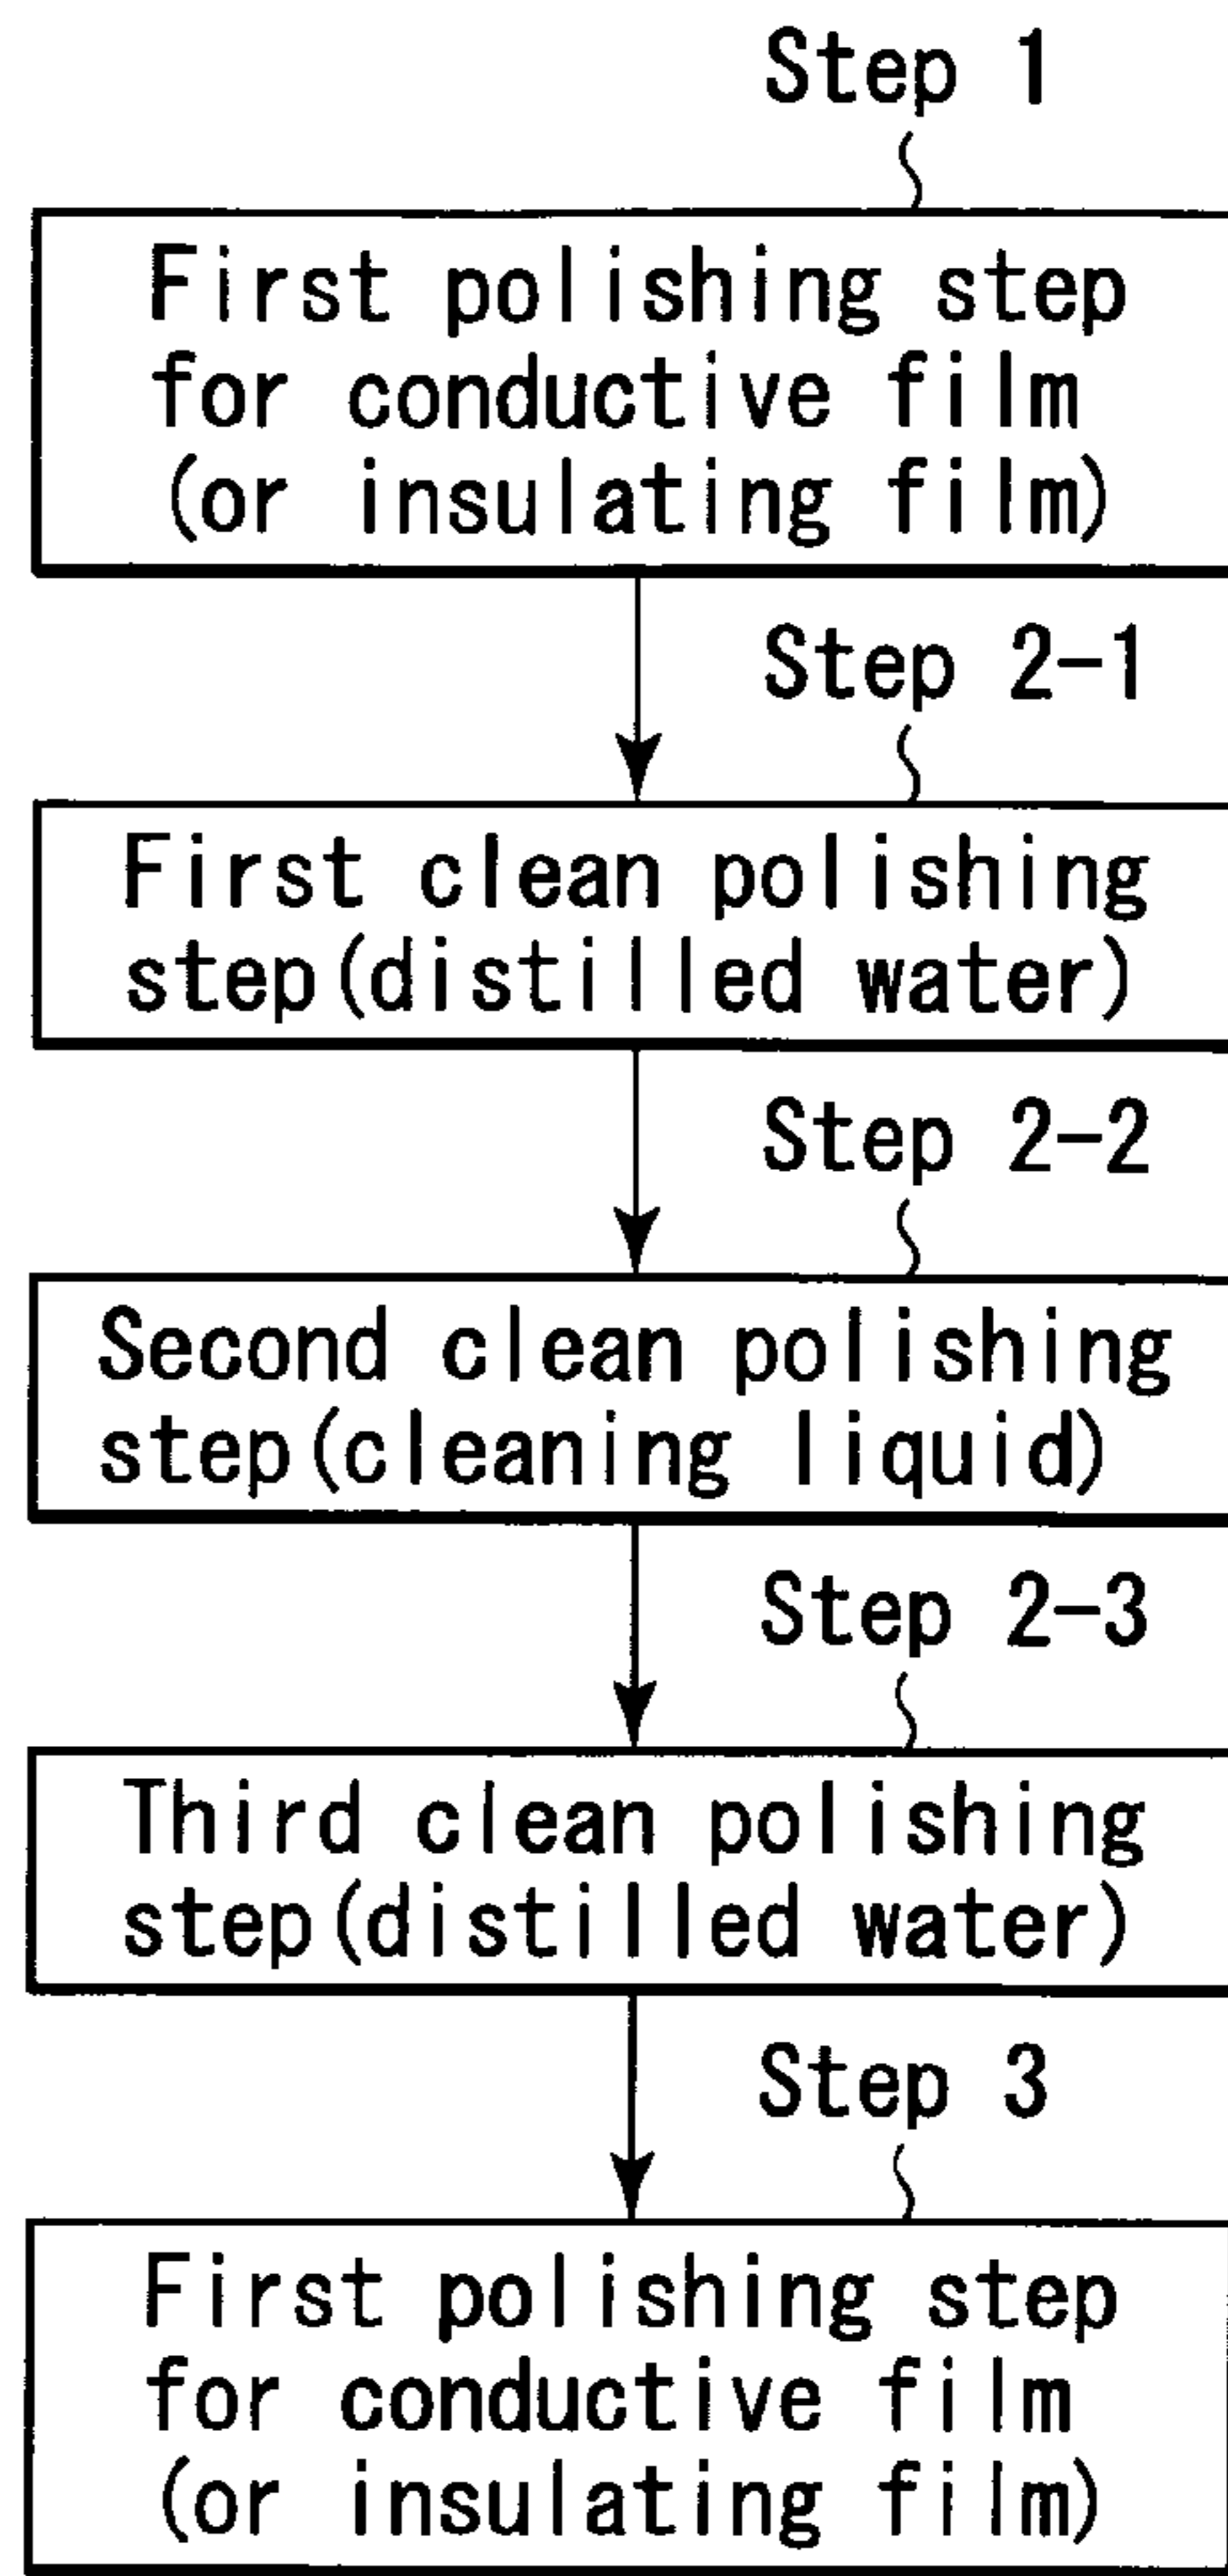 Step 1
First polishing step
for conductive film
(or insulating film)
Step 2-1
First clean polishing
step(distilled water)
Step 2-2
Second clean polishing
step(cleaning liquid)
Step 2-3
Third clean polishing
step(distilled water)
Step 3
First polishing step
for conductive film
(or insulating film)